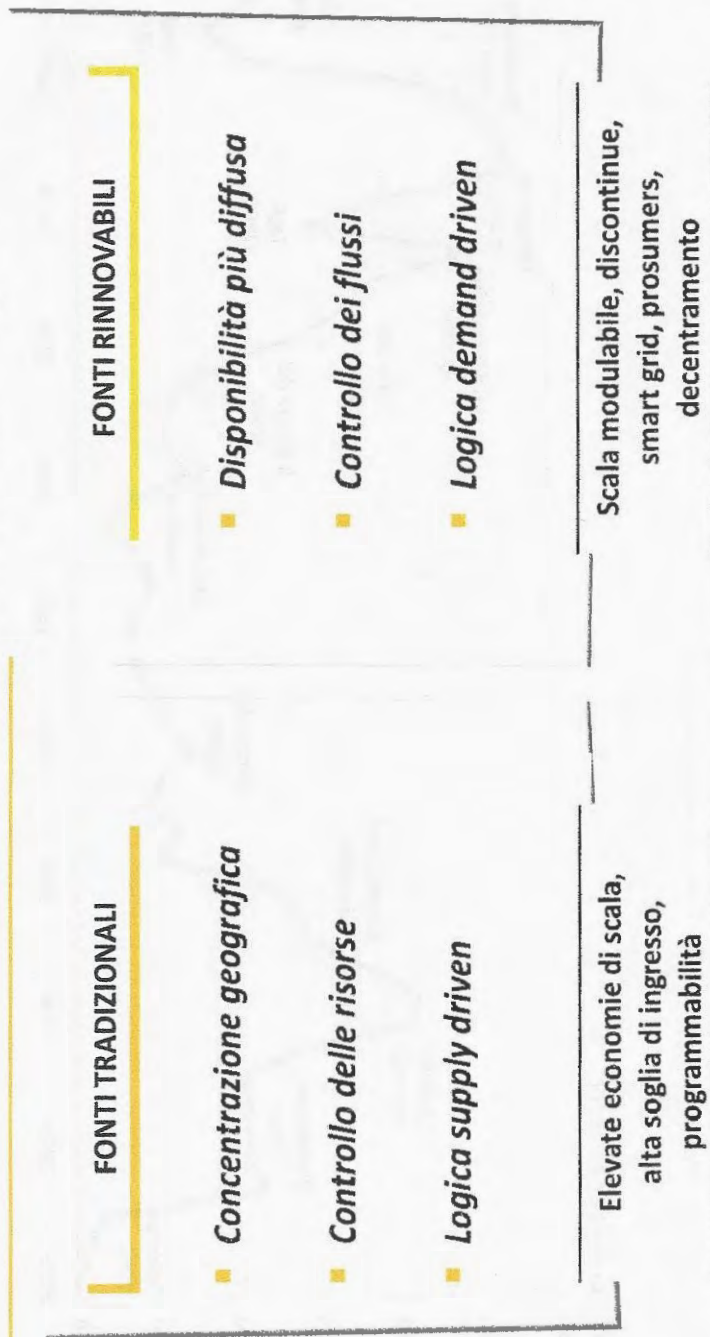 FONTI TRADIZIONALI
Concentrazione geografica
Controllo delle risorse
Logica supply driven
Elevate economie di scala,
alta soglia di ingresso,
programmabilità
FONTI RINNOVABILI
Disponibilità più diffusa
Controllo dei flussi
Logica demand driven
Scala modulabile, discontinue,
smart grid, prosumers,
decentramento